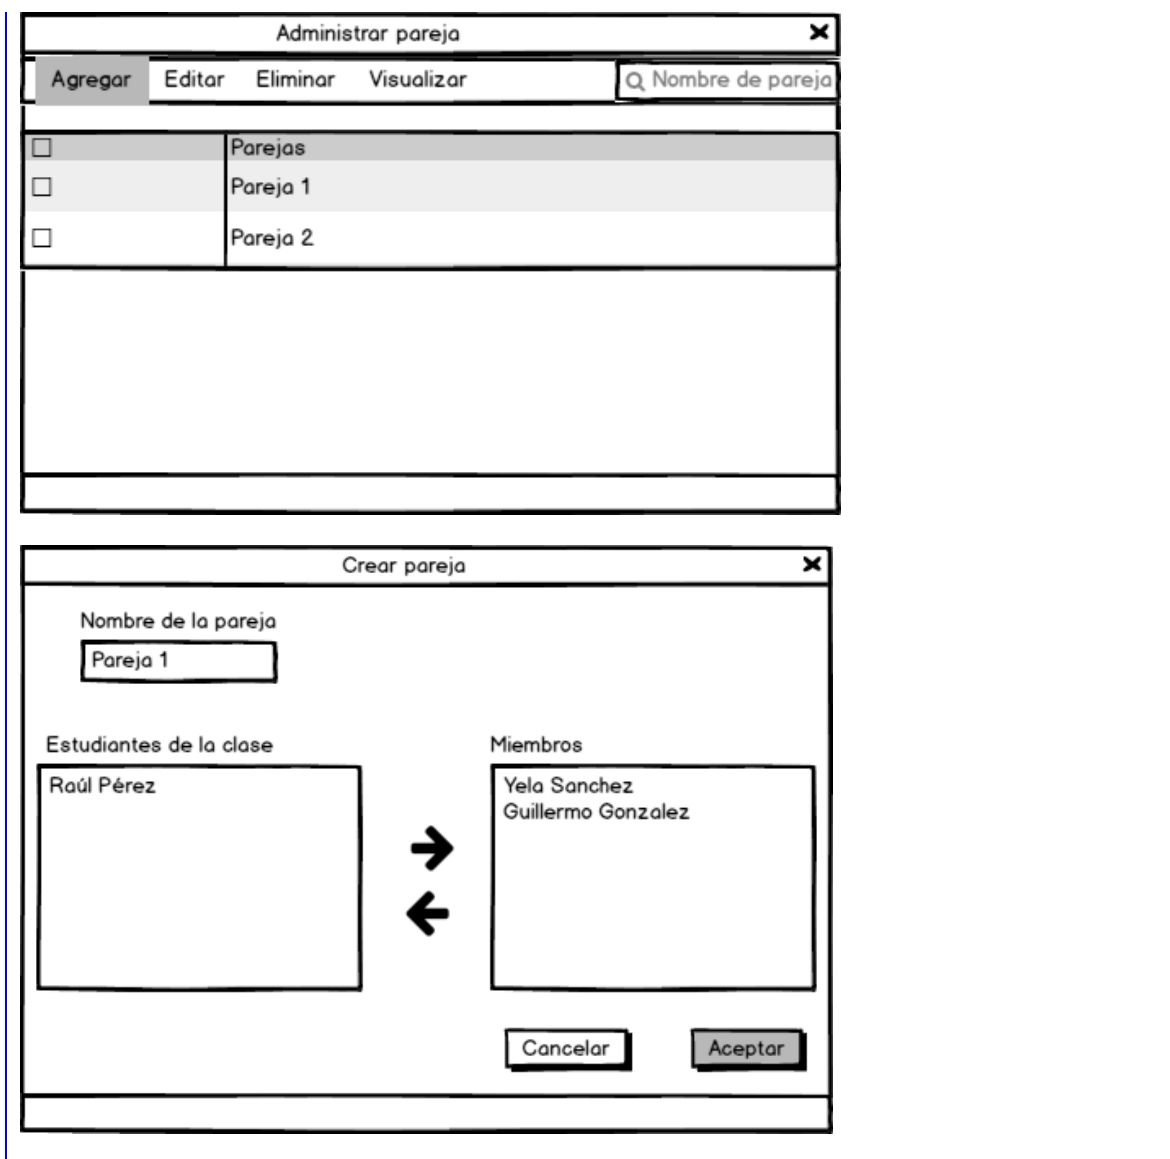 Administrar pareja
Agregar Editar Eliminar Visualizar Nombre de pareja
Parejas
Pareja 1
Pareja 2
Crear pareja
Nombre de la pareja
Pareja 1
Estudiantes de la clase Miembros
Raúl Pérez Yela Sanchez
Guillermo Gonzalez
Cancelar Aceptar